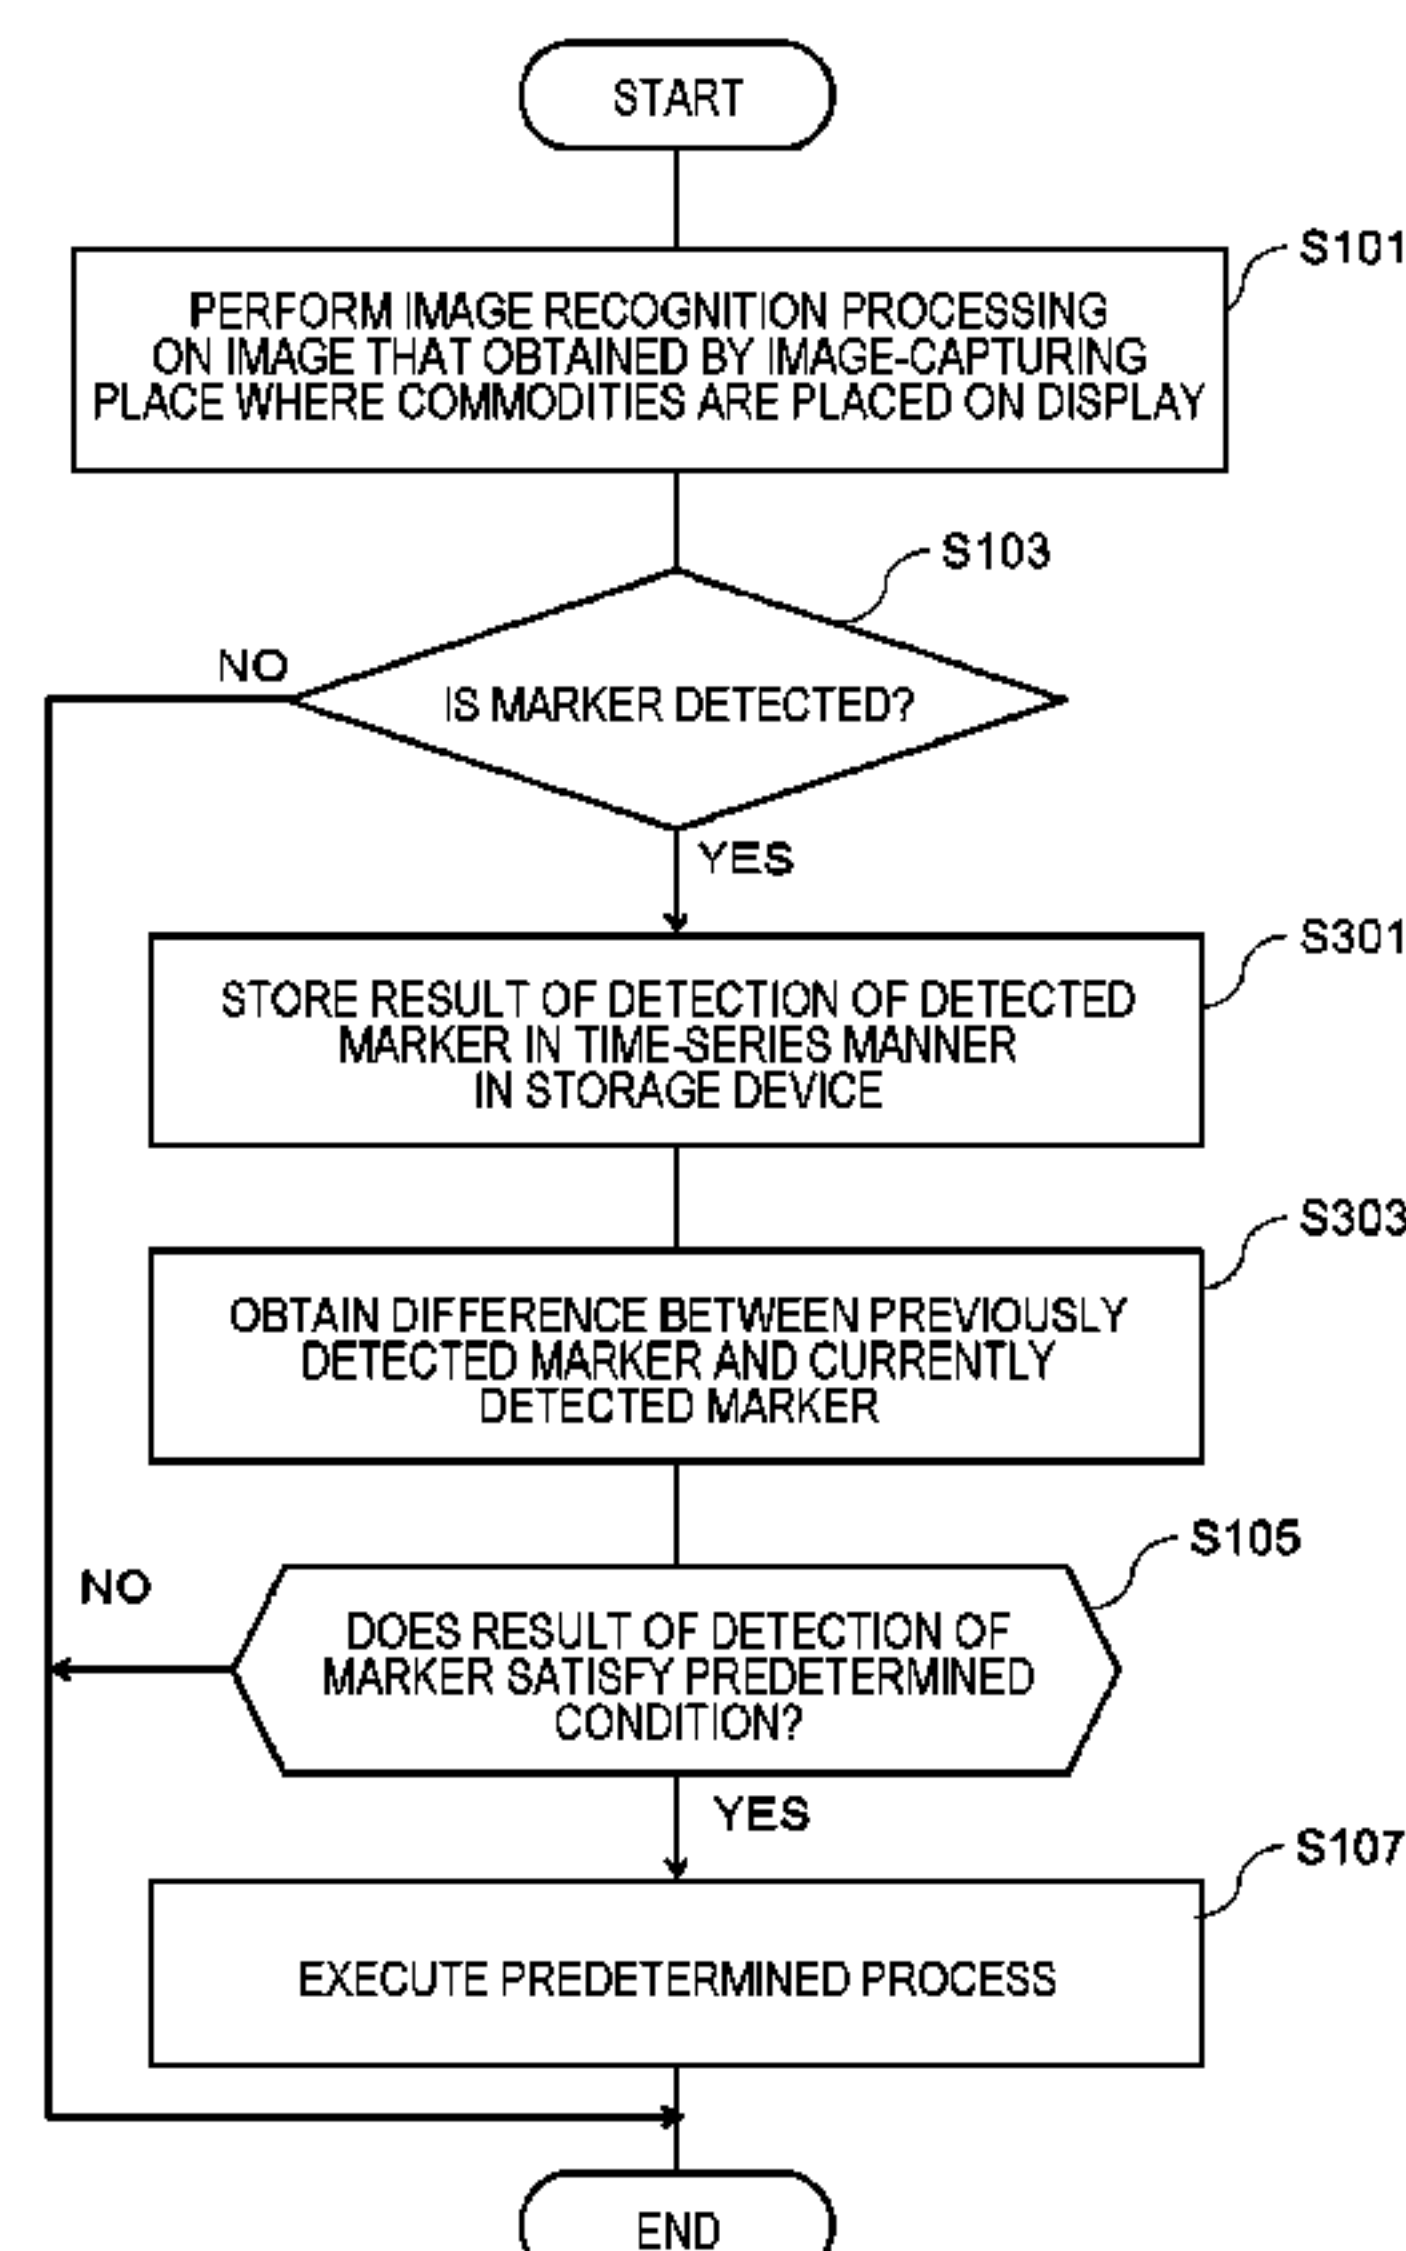 START
S101
PERFORM IMAGE RECOGNITION PROCESSING
ON IMAGE THAT OBTAINED BY IMAGE-CAPTURING
PLACE WHERE COMMODITIES ARE PLACED ON DISPLAY
S103
NO
IS MARKER DETECTED?
YES
S301
STORE RESULT OF DETECTION OF DETECTED
MARKER IN TIME-SERIES MANNER
IN STORAGE DEVICE
S303
OBTAIN DIFFERENCE BETWEEN PREVIOUSLY
DETECTED MARKER AND CURRENTLY
DETECTED MARKER
S105
NO
DOES RESULT OF DETECTION OF
MARKER SATISFY PREDETERMINED
CONDITION?
YES
S107
EXECUTE PREDETERMINED PROCESS
END